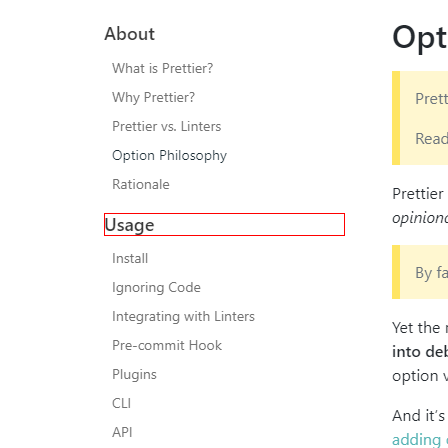 About
What is Prettier?
Why Prettier?
Prettier vs. Linters
Option Philosophy
Rationale
Usage
Install
Ignoring Code
Integrating with Linters
Pre-commit Hook
Plugins
CLI
API
Opt
Prett
Read
Prettier
opiniona
By fa
Yet the
into deb
option v
And it's
adding